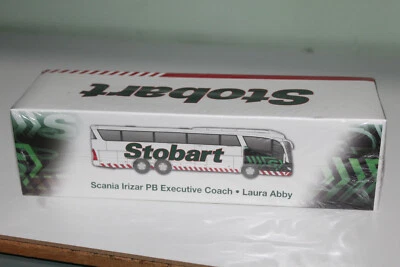 Stobart
Stobart
Scania Irizar PB Executive Coach • Laura Abby